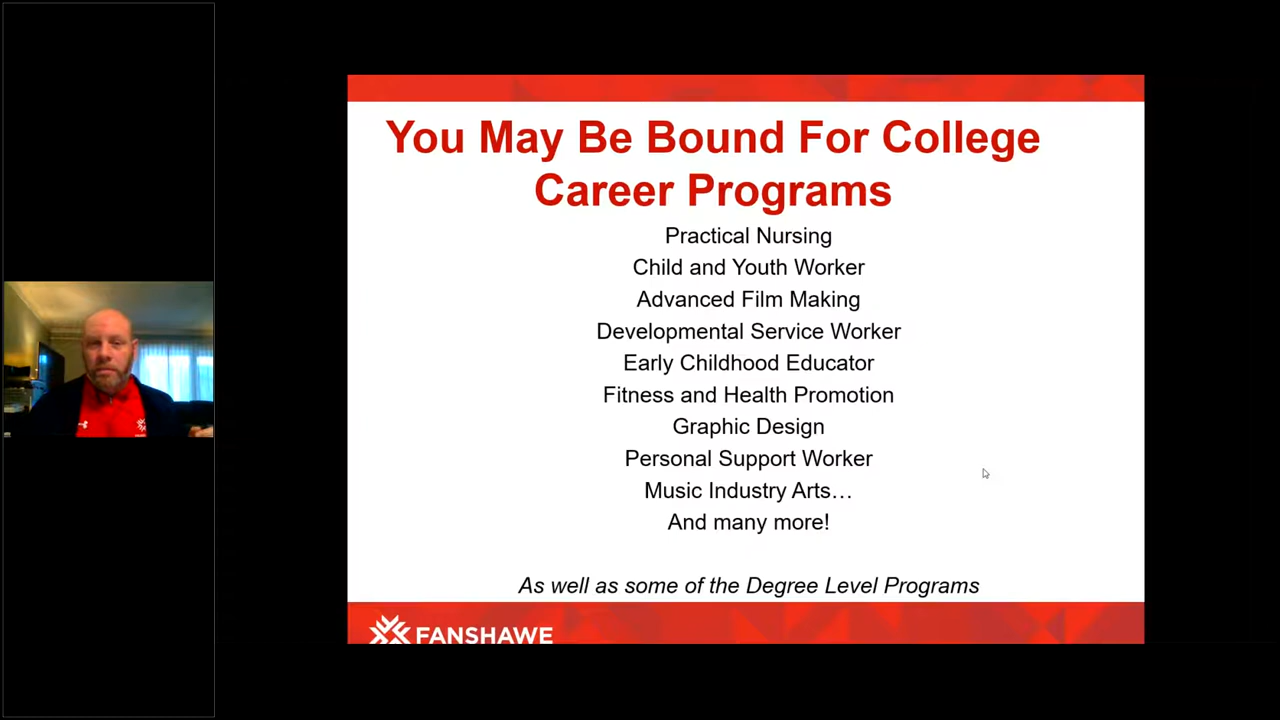 You May Be Bound For College
Career Programs
Practical Nursing
Child and Youth Worker
Advanced Film Making
Developmental Service Worker
Early Childhood Educator
Fitness and Health Promotion
Graphic Design
Personal Support Worker
Music Industry Arts…
And many more!
As well as some of the Degree Level Programs
FANSHAWE